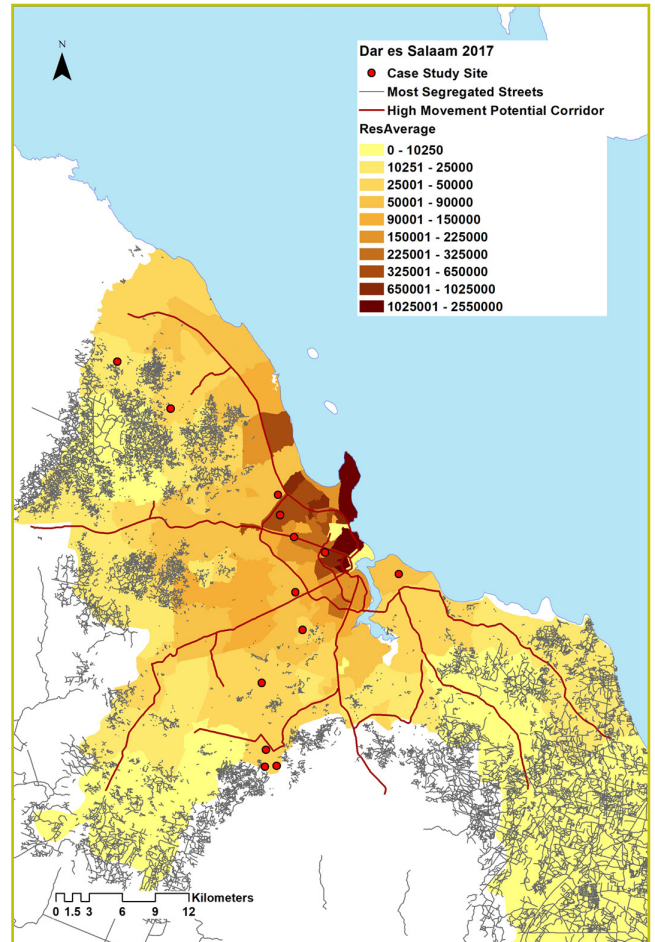 N
Dar es Salaam 2017
Case Study Site
Most Segregated Streets
High Movement Potential Corridor
ResAverage
0 - 10250
10251 - 25000
25001 - 50000
50001 - 90000
90001 - 150000
150001 - 225000
225001 - 325000
325001 - 650000
650001 - 1025000
1025001 - 2550000
Kilometers
0 1.5 3 6 9 12